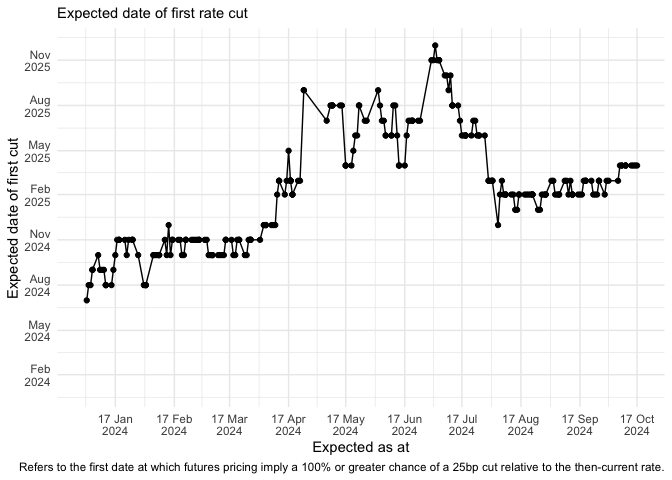 Expected date of first rate cut
Expected date of first cut
Nov
2025
Aug
2025
May
2025
Feb
2025
Nov
2024
Aug
2024
May
2024
Feb
2024
17 Jan
2024
17 Feb
2024
17 Mar
2024
17 Apr
2024
17 May
2024
17 Jun
2024
17 Jul
2024
17 Aug
2024
17 Sep
2024
17 Oct
2024
Expected as at
Refers to the first date at which futures pricing imply a 100% or greater chance of a 25bp cut relative to the then-current rate.